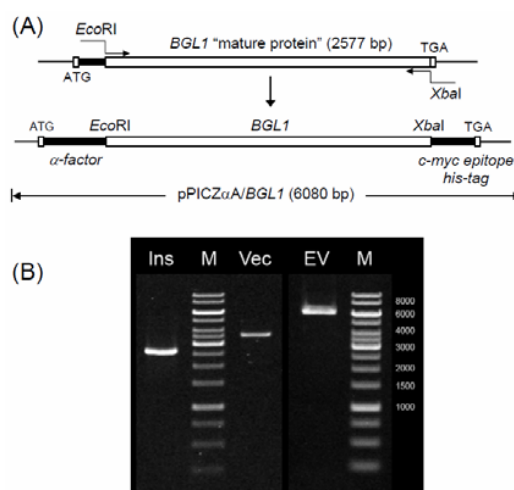 (A)
EcoRI
BGL1 “mature protein” (2577 bp)
TGA
ATG
XbaI
ATG
EcoRI
BGL1
XbaI
TGA
α-factor
c-myc epitope
his-tag
pPICZαA/BGL1 (6080 bp)
(B)
Ins M Vec EV M
8000
6000
4000
3000
2000
1500
1000